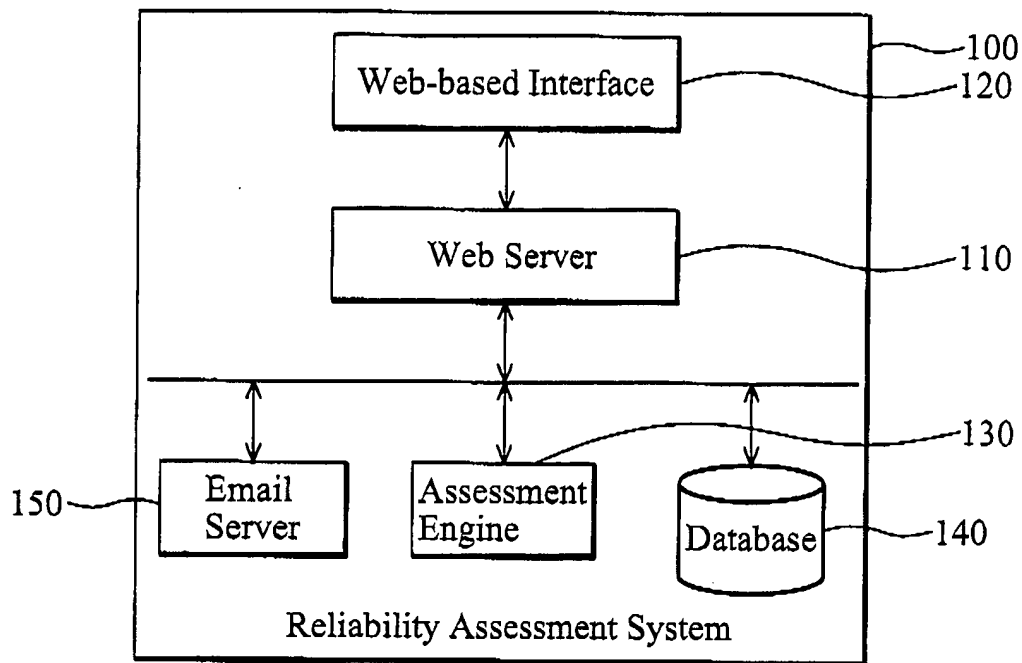 100
Web-based Interface
120
Web Server
110
130
150
Email
Server
Assessment
Engine
Database
140
Reliability Assessment System